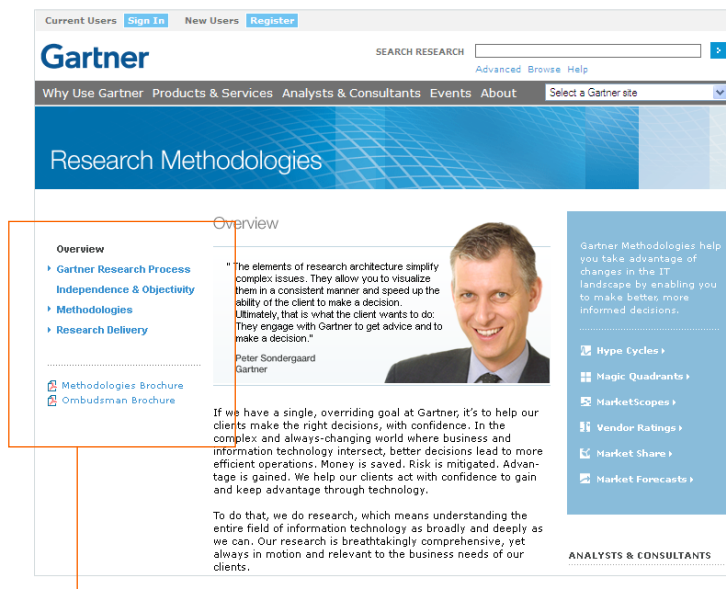 Current Users Sign In New Users Register
Gartner
SEARCH RESEARCH
Advanced Browse Help
Why Use Gartner Products & Services Analysts & Consultants Events About Select a Gartner site
Research Methodologies
Overview
Gartner Research Process
Independence & Objectivity
Methodologies
Research Delivery
Methodologies Brochure
Ombudsman Brochure
Overview
" The elements of research architecture simplify
complex issues. They allow you to visualize
them in a consistent manner and speed up the
ability of the client to make a decision.
Ultimately, that is what the client wants to do:
They engage with Gartner to get advice and to
make a decision."
Peter Sondergaard
Gartner
If we have a single, overriding goal at Gartner, it's to help our
clients make the right decisions, with confidence. In the
complex and always-changing world where business and
information technology intersect, better decisions lead to more
efficient operations. Money is saved. Risk is mitigated. Advan-
tage is gained. We help our clients act with confidence to gain
and keep advantage through technology.
To do that, we do research, which means understanding the
entire field of information technology as broadly and deeply as
we can. Our research is breathtakingly comprehensive, yet
always in motion and relevant to the business needs of our
clients.
Gartner Methodologies help
you take advantage of
changes in the IT
landscape by enabling you
to make better, more
informed decisions.
Hype Cycles
Magic Quadrants
MarketScopes
Vendor Ratings
Market Share
Market Forecasts
ANALYSTS & CONSULTANTS